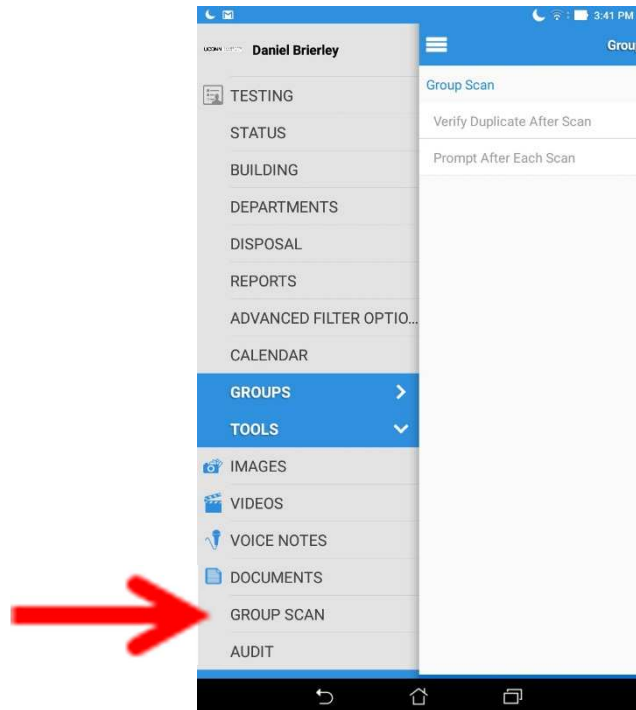 3:41 PM
UCONN
Daniel Brierley
TESTING
STATUS
BUILDING
DEPARTMENTS
DISPOSAL
REPORTS
ADVANCED FILTER OPTIO...
CALENDAR
GROUPS
TOOLS
IMAGES
VIDEOS
VOICE NOTES
DOCUMENTS
GROUP SCAN
AUDIT
Grou
Group Scan
Verify Duplicate After Scan
Prompt After Each Scan